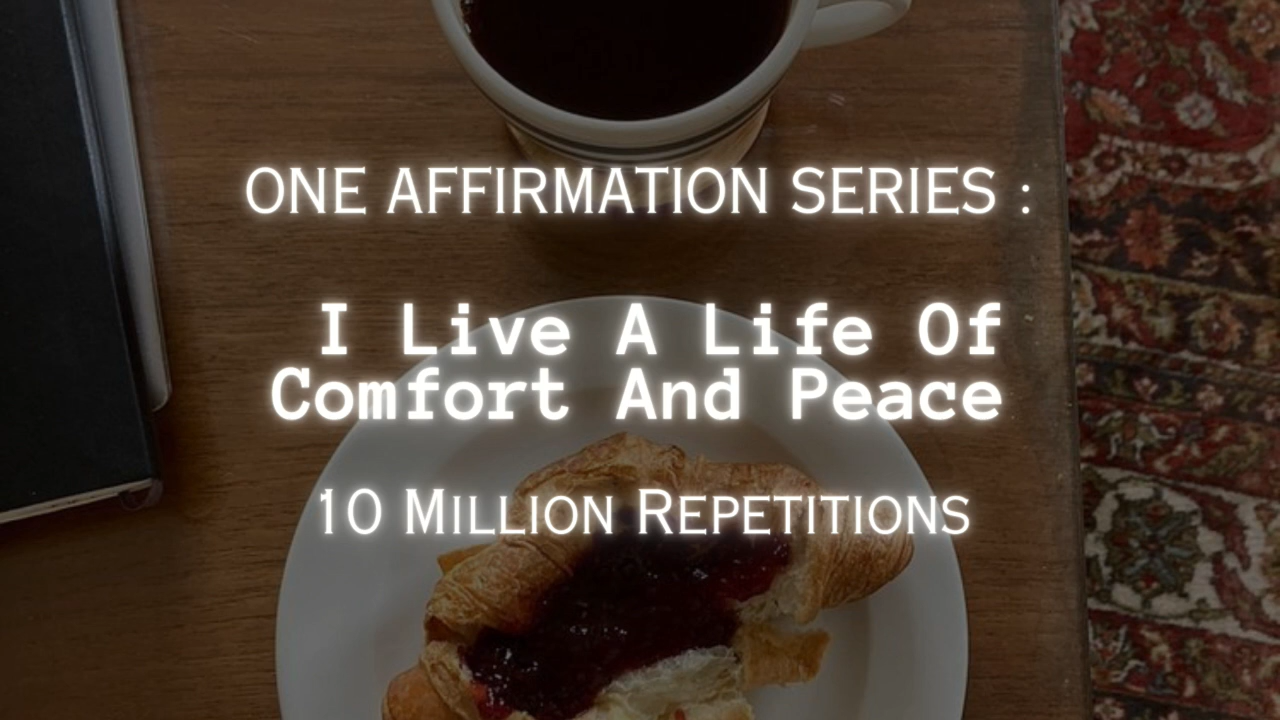 ONE AFFIRMATION SERIES :
I Live A Life Of
Comfort And Peace
10 Million Repetitions